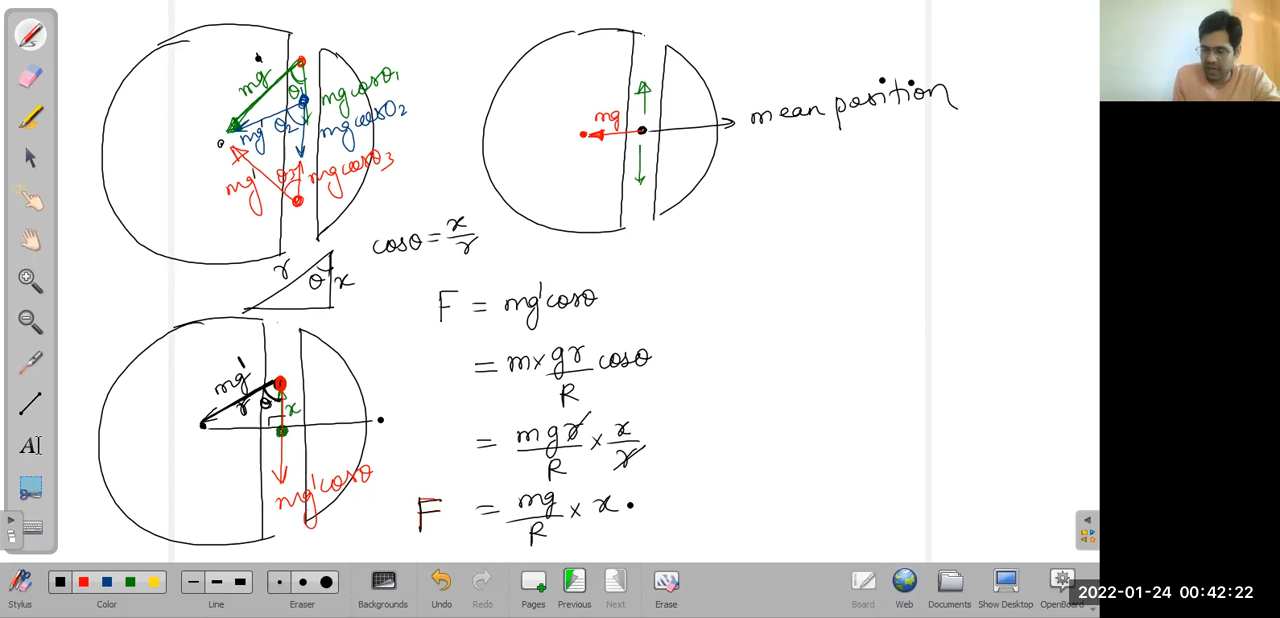 mg'
θ1
mg cosθ1
mg'
θ2
mg cosθ2
mg'
θ3
mg cosθ3
mg
mean position
cosθ = x/r
r
θ
x
F = mg' cosθ
= m × gr/R cosθ
= mgr/R × x/r
F = mg/R × x
mg'
r
θ
x
mg' cosθ
Stylus
Color
Line
Eraser
Backgrounds
Undo
Redo
Pages
Previous
Next
Erase
Board
Web
Documents
Show Desktop
OpenBoard
2022-01-24 00:42:22